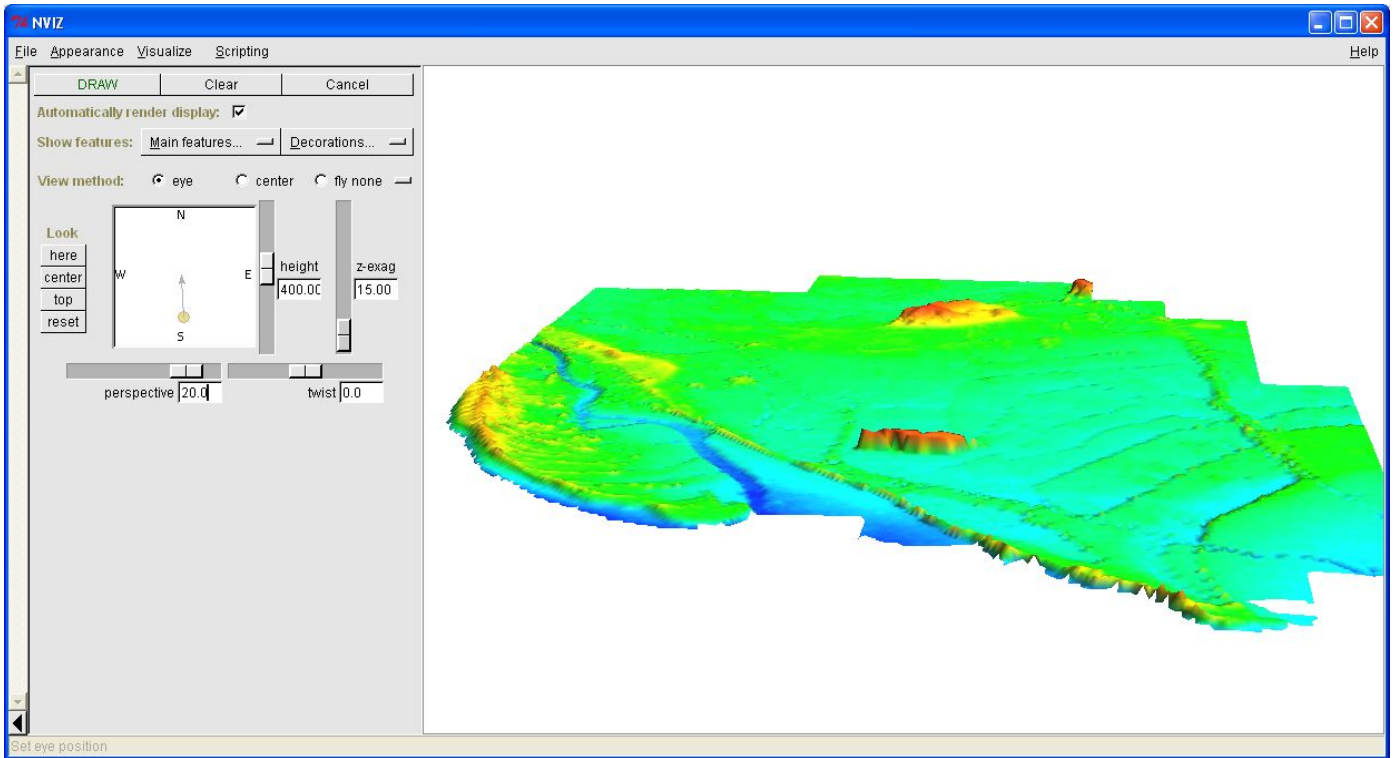 NVIZ
File Appearance Visualize Scripting Help
DRAW Clear Cancel
Automatically render display:
Show features: Main features... Decorations...
View method: eye center fly none
N
Look
here
W E
center
height z-exag
400.00 15.00
top
reset
S
perspective 20.0 twist 0.0
Set eye position